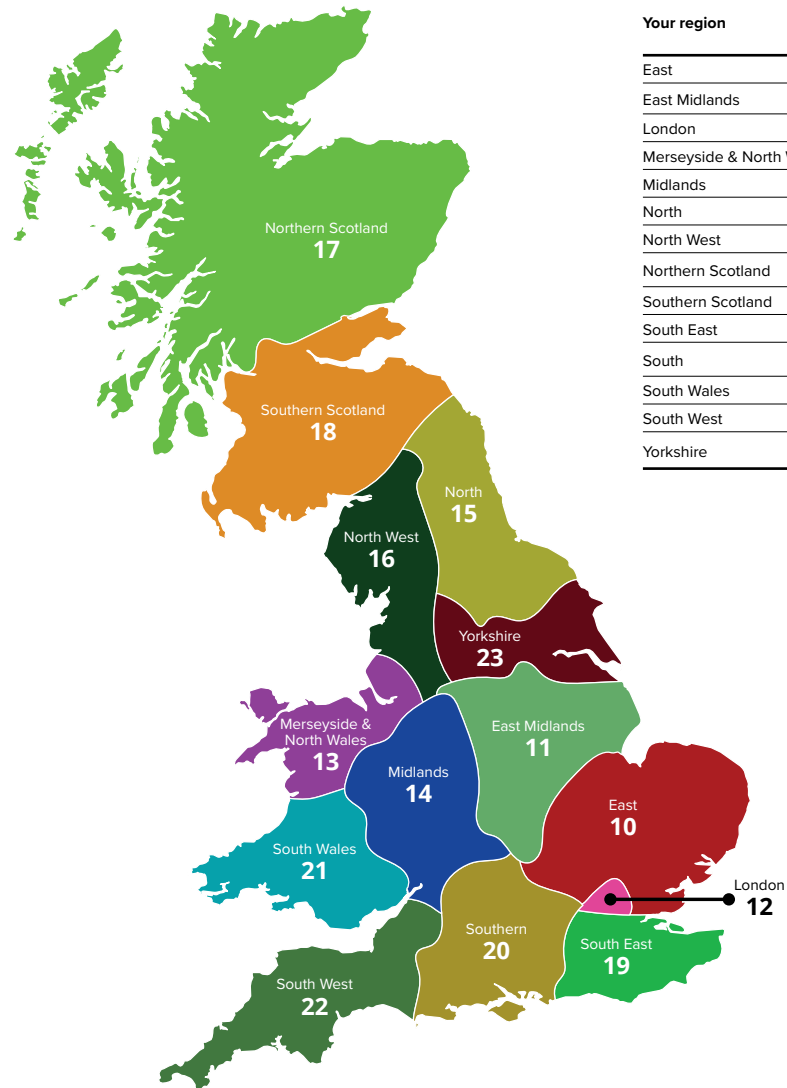 Your region
East
East Midlands
London
Merseyside & North
Midlands
North
North West
Northern Scotland
Southern Scotland
South East
South
South Wales
South West
Yorkshire
Northern Scotland
17
Southern Scotland
18
North
15
North West
16
Yorkshire
23
Merseyside &
North Wales
13
East Midlands
11
Midlands
14
East
10
South Wales
21
London
12
Southern
20
South East
19
South West
22